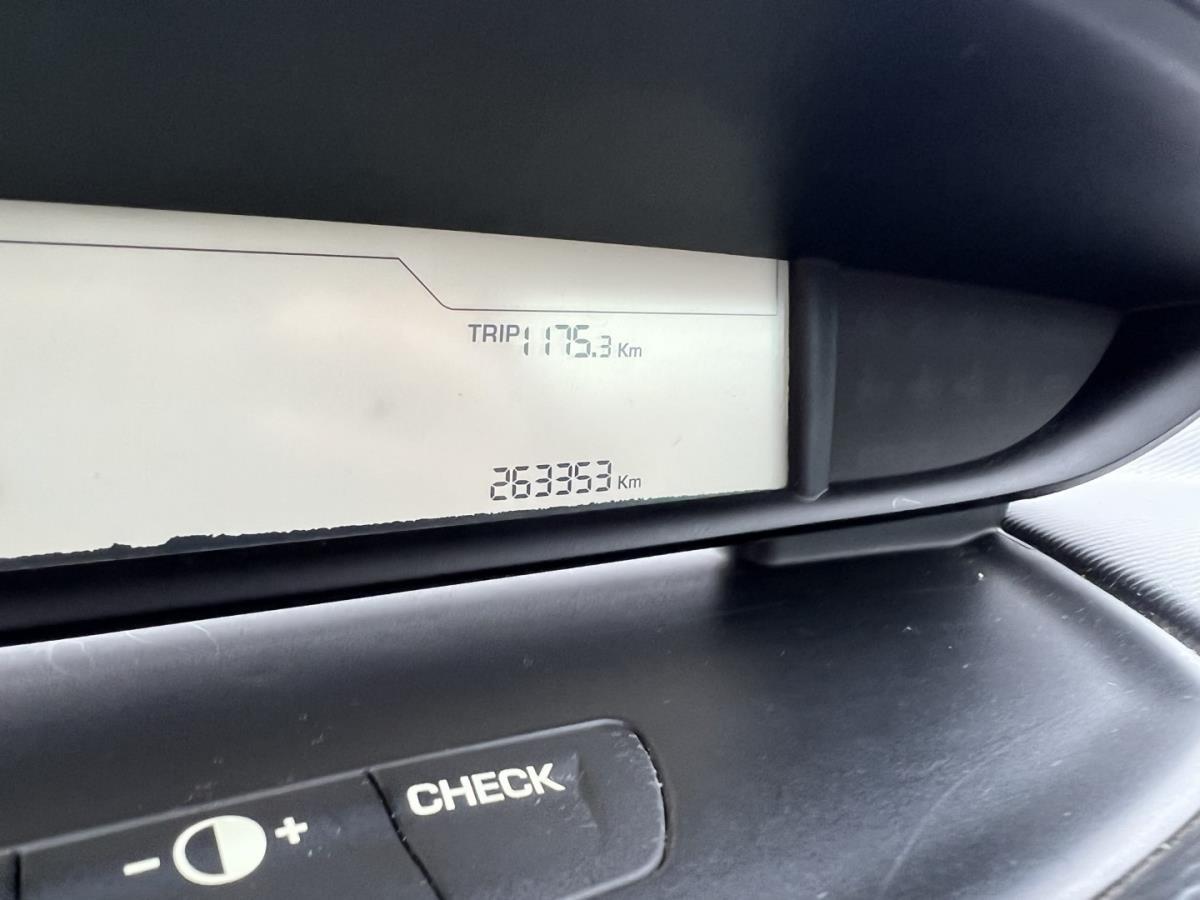 TRIP 1175.3 Km
263353 Km
CHECK
- +